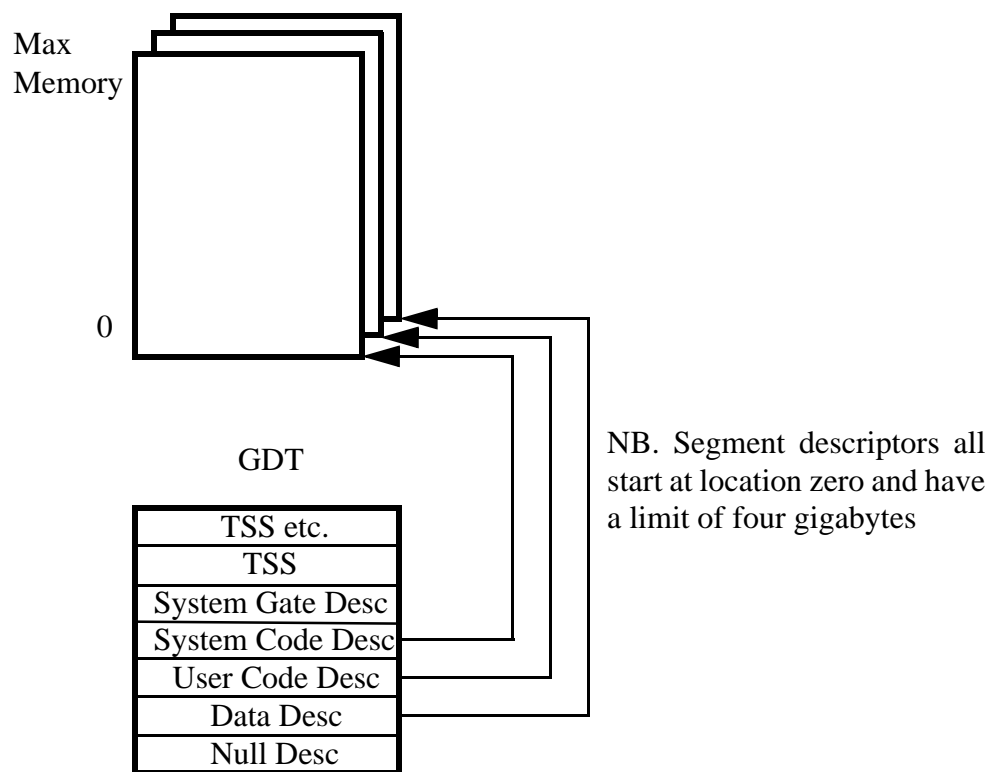 Max
Memory
0
GDT
TSS etc.
TSS
System Gate Desc
System Code Desc
User Code Desc
Data Desc
Null Desc
NB. Segment descriptors all
start at location zero and have
a limit of four gigabytes